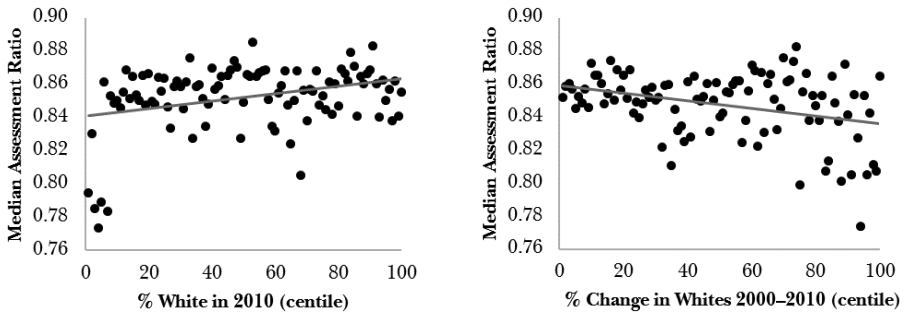 Median Assessment Ratio
0.90
0.88
0.86
0.84
0.82
0.80
0.78
0.76
0 20 40 60 80 100
% White in 2010 (centile)
Median Assessment Ratio
0.90
0.88
0.86
0.84
0.82
0.80
0.78
0.76
0 20 40 60 80 100
% Change in Whites 2000–2010 (centile)